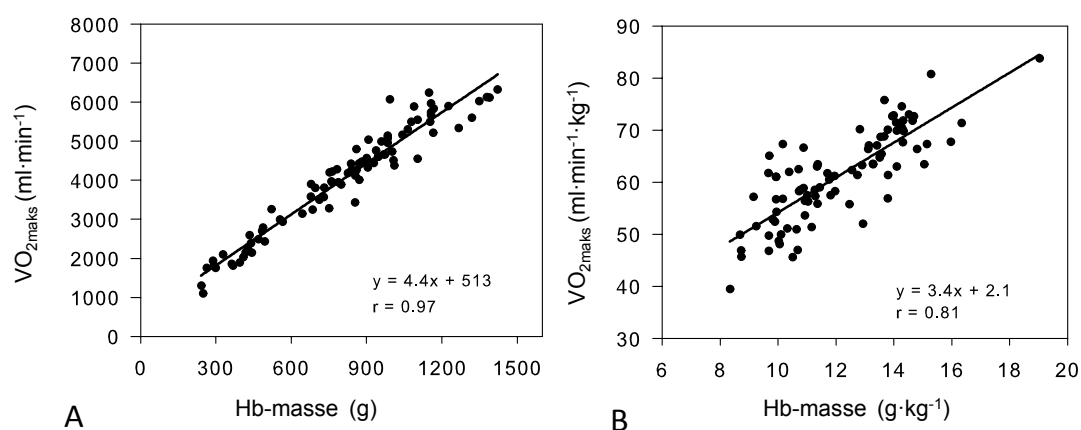 8000
7000
6000
5000
4000
3000
2000
1000
0
VO2maks (ml·min-1)
y = 4.4x + 513
r = 0.97
0 300 600 900 1200 1500
Hb-masse (g)
A
90
80
70
60
50
40
30
VO2maks (ml·min-1·kg-1)
y = 3.4x + 2.1
r = 0.81
6 8 10 12 14 16 18 20
Hb-masse (g·kg-1)
B